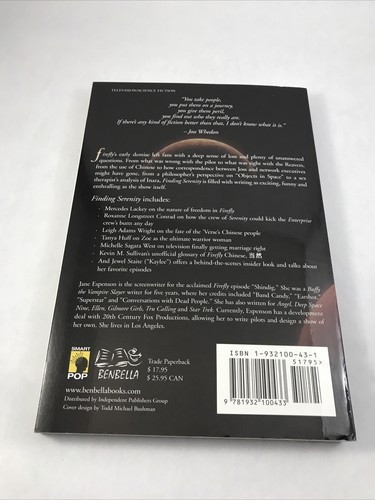 TELEVISION/SCIENCE FICTION
"You take people,
you put them on a journey,
you give them peril,
you find out who they really are.
If there's any kind of fiction better than that, I don't know what it is."
– Joss Whedon
firefly's early demise left fans with a deep sense of loss and plenty of unanswered
questions. From what was wrong with the pilot to what was right with the Reavers,
from the use of Chinese to how correspondence between Joss and network executives
might have gone, from a philosopher's perspective on "Objects in Space" to a sex
therapist's analysis of Inara, Finding Serenity is filled with writing as exciting, funny and
enthralling as the show itself.
Finding Serenity includes:
• Mercedes Lackey on the nature of freedom in Firefly
• Roxanne Longstreet Conrad on how the crew of Serenity could kick the Enterprise
crew's butts any day
• Leigh Adams Wright on the fate of the 'Verse's Chinese people
• Tanya Huff on Zoe as the ultimate warrior woman
• Michelle Sagara West on television finally getting marriage right
• Kevin M. Sullivan's unofficial glossary of Firefly Chinese, 当然
• And Jewel Staite ("Kaylee") offers a behind-the-scenes insider look and talks about
her favorite episodes
Jane Espenson is the screenwriter for the acclaimed Firefly episode "Shindig." She was a Buffy
the Vampire Slayer writer for five years, where her credits included "Band Candy," "Earshot,"
"Superstar" and "Conversations with Dead People." She has also written for Angel, Deep Space
Nine, Ellen, Gilmore Girls, Tru Calling and Star Trek. Currently, Espenson has a development
deal with 20th Century Fox Productions, allowing her to write pilots and design a show
of her own. She lives in Los Angeles.
SMART
POP
BENBELLA
Trade Paperback
$ 17.95
$ 25.95 CAN
www.benbellabooks.com
Distributed by Independent Publishers Group
Cover design by Todd Michael Bushman
ISBN 1-932100-43-1
51795>
9 781932 100433